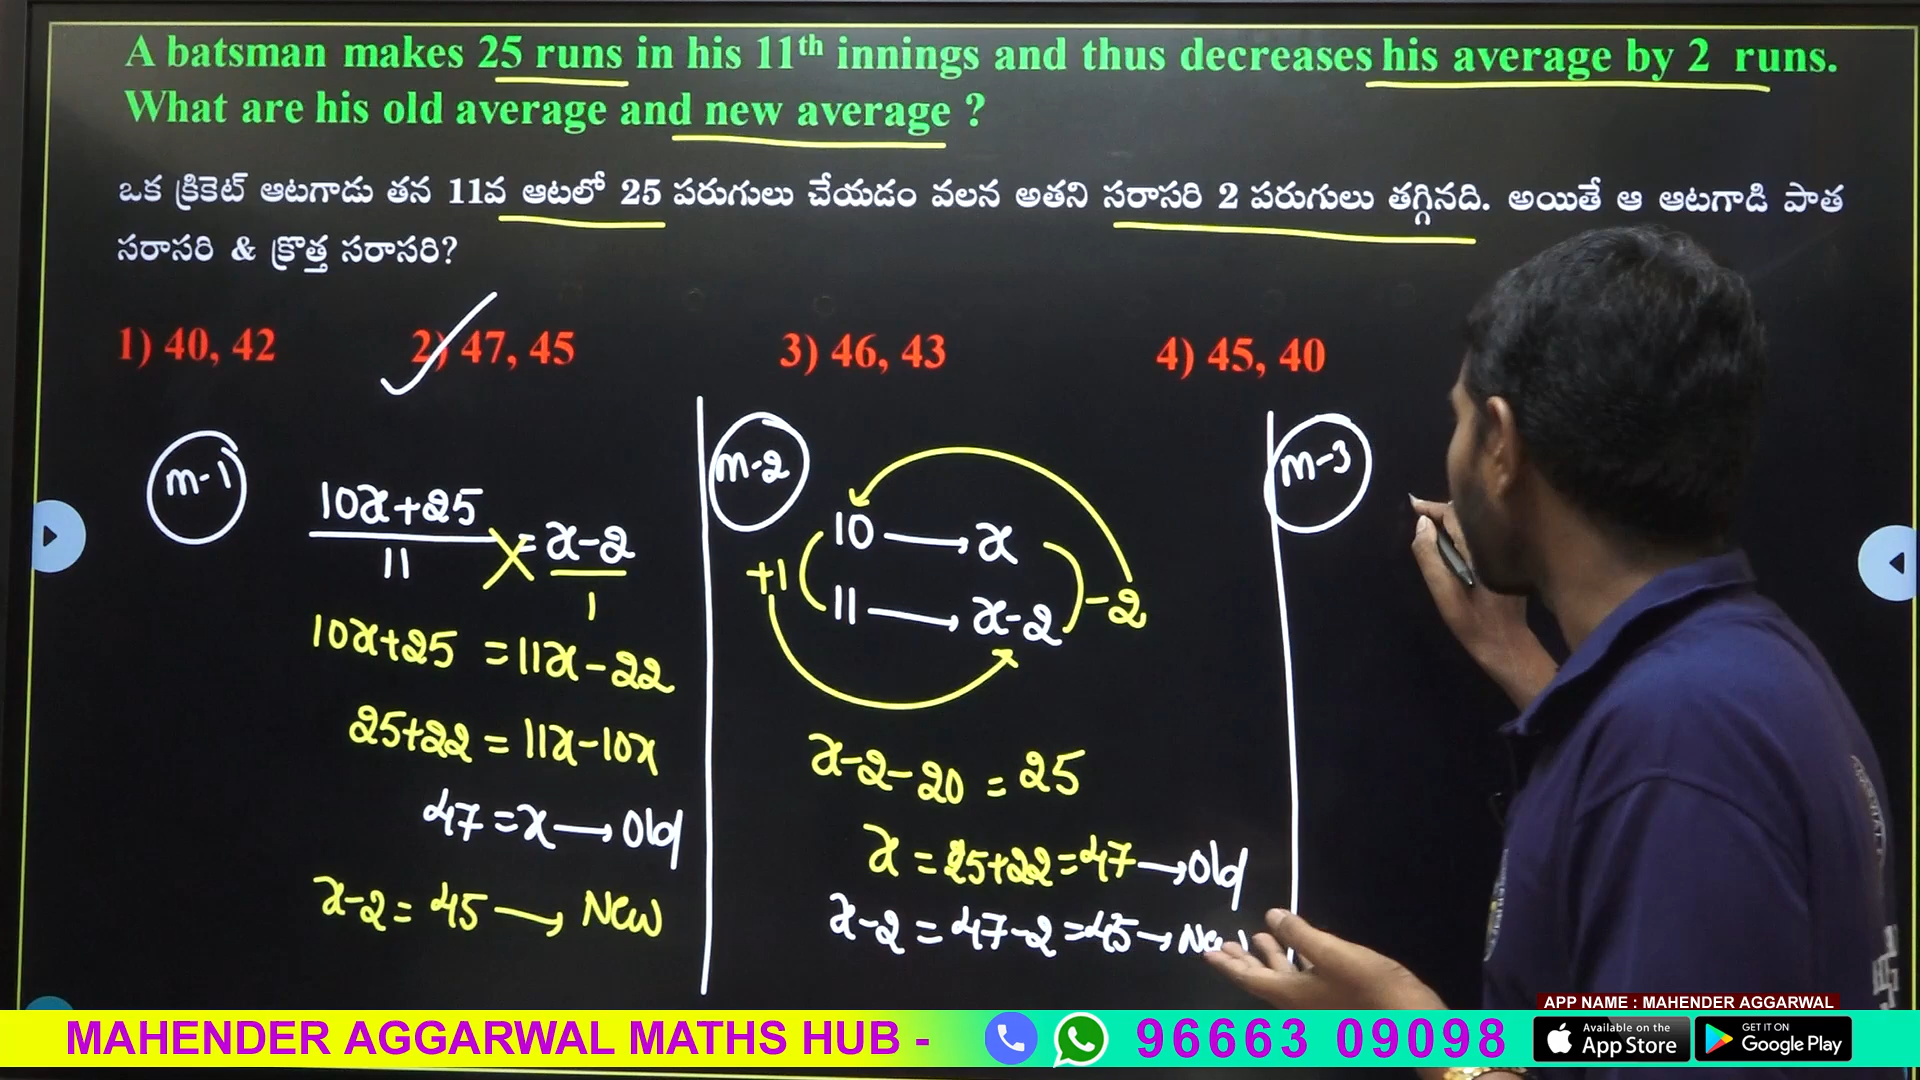 A batsman makes 25 runs in his 11th innings and thus decreases his average by 2 runs.
What are his old average and new average ?
ఒక క్రికెట్ ఆటగాడు తన 11వ ఆటలో 25 పరుగులు చేయడం వలన అతని సరాసరి 2 పరుగులు తగ్గినది. అయితే ఆ ఆటగాడి పాత
సరాసరి & క్రొత్త సరాసరి?
1) 40, 42 2) 47, 45 3) 46, 43 4) 45, 40
m-1
10x+25
11
= x-2
1
10x+25 = 11x-22
25+22 = 11x-10x
47 = x → Old
x-2 = 45 → New
m-2
10 → x
+1
-2
11 → x-2
x-2-20 = 25
x = 25+22 = 47 → Old
x-2 = 47-2 = 45 →
m-3
APP NAME : MAHENDER AGGARWAL
MAHENDER AGGARWAL MATHS HUB -
96663 09098
Available on the
App Store
GET IT ON
Google Play